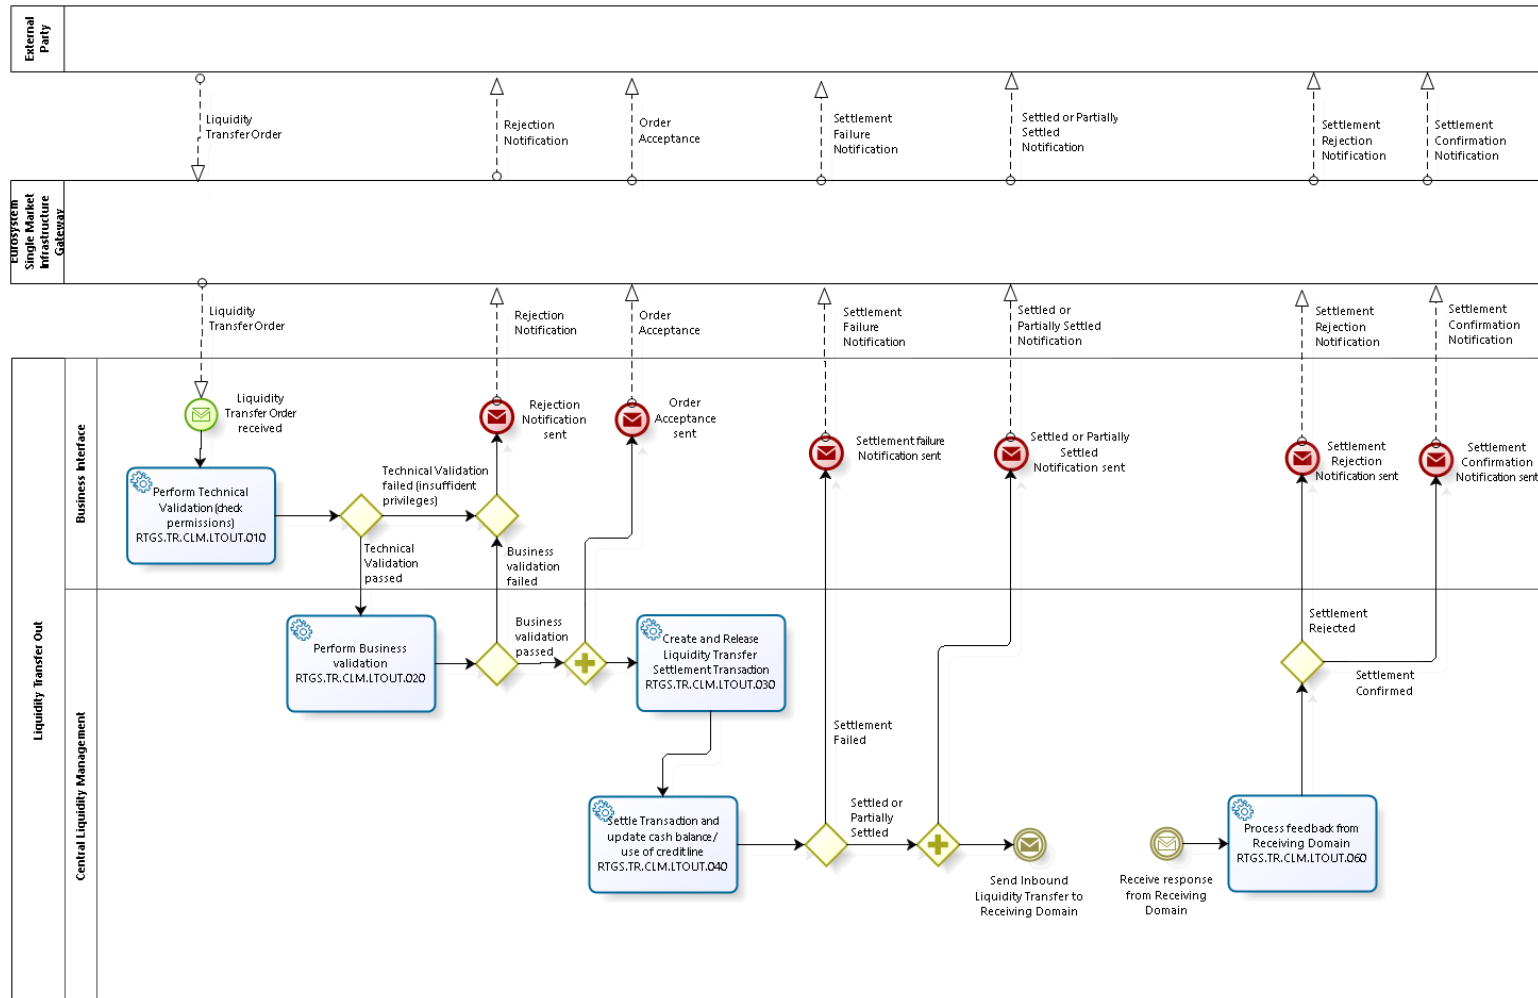 External
Party
Liquidity
Transfer Order
Rejection
Notification
Order
Acceptance
Settlement
Failure
Notification
Settled or Partially
Settled
Notification
Settlement
Rejection
Notification
Settlement
Confirmation
Notification
Eurosystem
Single Market
Infrastructure
Gateway
Liquidity
Transfer Order
Rejection
Notification
Order
Acceptance
Settlement
Failure
Notification
Settled or
Partially Settled
Notification
Settlement
Rejection
Notification
Settlement
Confirmation
Notification
Liquidity Transfer Out
Business Interface
Liquidity
Transfer Order
received
Rejection
Notification
sent
Order
Acceptance
sent
Settlement failure
Notification sent
Settled or Partially
Settled
Notification sent
Settlement
Rejection
Notification sent
Settlement
Confirmation
Notification sent
Perform Technical
Validation (check
permissions)
RTGS.TR.CLM.LTOUT.010
Technical Validation
failed (insufficient
privileges)
Technical
Validation
passed
Business
validation
failed
Central Liquidity Management
Perform Business
validation
RTGS.TR.CLM.LTOUT.020
Business
validation
passed
Create and Release
Liquidity Transfer
Settlement Transaction
RTGS.TR.CLM.LTOUT.030
Settlement
Rejected
Settlement
Confirmed
Settlement
Failed
Settle Transaction and
update cash balance/
use of creditline
RTGS.TR.CLM.LTOUT.040
Settled or
Partially
Settled
Send Inbound
Liquidity Transfer to
Receiving Domain
Receive response
from Receiving
Domain
Process feedback from
Receiving Domain
RTGS.TR.CLM.LTOUT.060